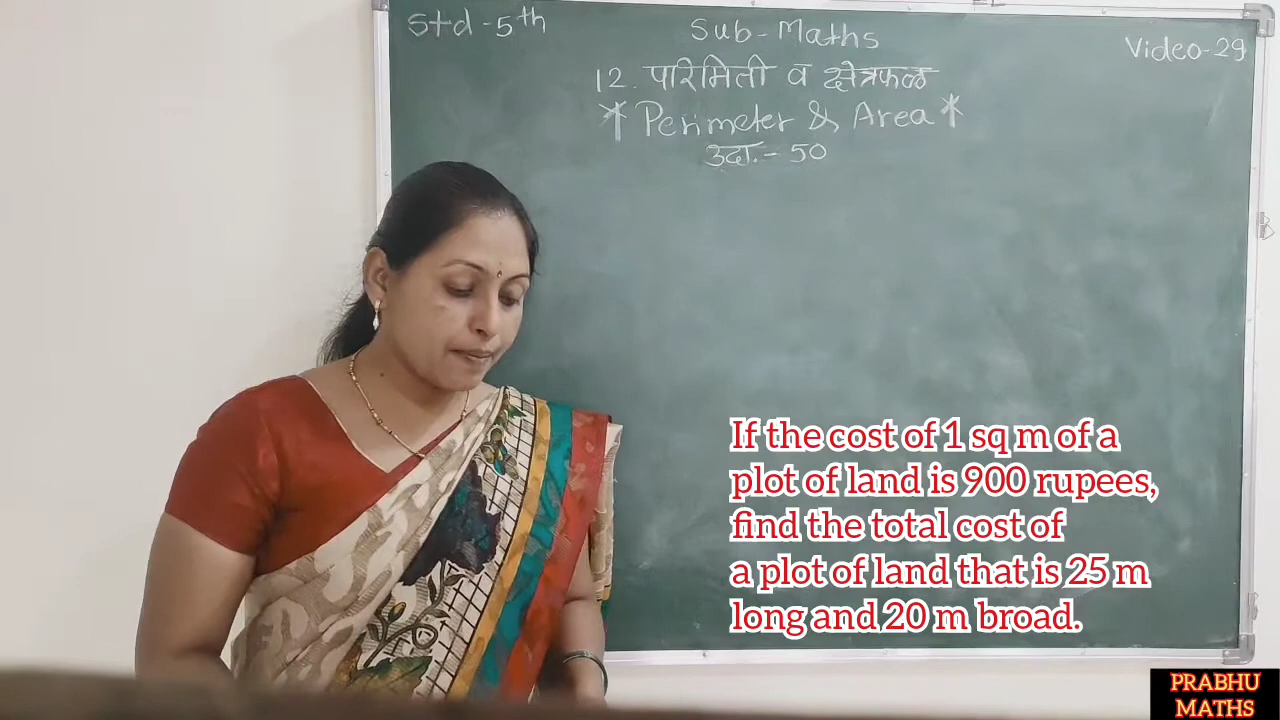 Std-5th
Sub-Maths
Video-29
12. पारिमिती व क्षेत्रफळ
* Perimeter & Area *
उदा.- 50
If the cost of 1 sq m of a
plot of land is 900 rupees,
find the total cost of
a plot of land that is 25 m
long and 20 m broad.
PRABHU
MATHS